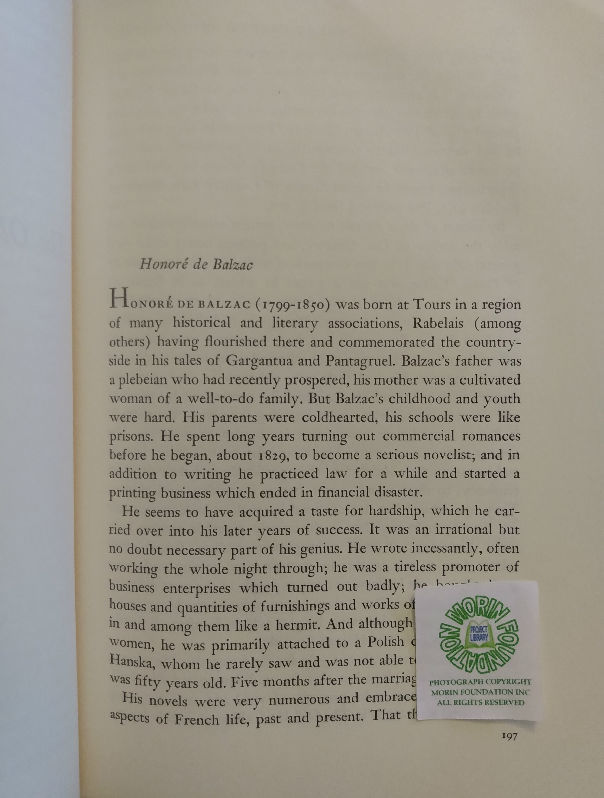 Honoré de Balzac
HONORÉ DE BALZAC (1799-1850) was born at Tours in a region
of many historical and literary associations, Rabelais (among
others) having flourished there and commemorated the country-
side in his tales of Gargantua and Pantagruel. Balzac's father was
a plebeian who had recently prospered, his mother was a cultivated
woman of a well-to-do family. But Balzac's childhood and youth
were hard. His parents were coldhearted, his schools were like
prisons. He spent long years turning out commercial romances
before he began, about 1829, to become a serious novelist; and in
addition to writing he practiced law for a while and started a
printing business which ended in financial disaster.
He seems to have acquired a taste for hardship, which he car-
ried over into his later years of success. It was an irrational but
no doubt necessary part of his genius. He wrote incessantly, often
working the whole night through; he was a tireless promoter of
business enterprises which turned out badly; he
houses and quantities of furnishings and works of
in and among them like a hermit. And although
women, he was primarily attached to a Polish
Hanska, whom he rarely saw and was not able
was fifty years old. Five months after the
His novels were very numerous and
aspects of French life, past and present. That
MORIN FOUNDATION
PROJECT
LIBRARY
PHOTOGRAPH COPYRIGHT
MORIN FOUNDATION INC
ALL RIGHTS RESERVED
197